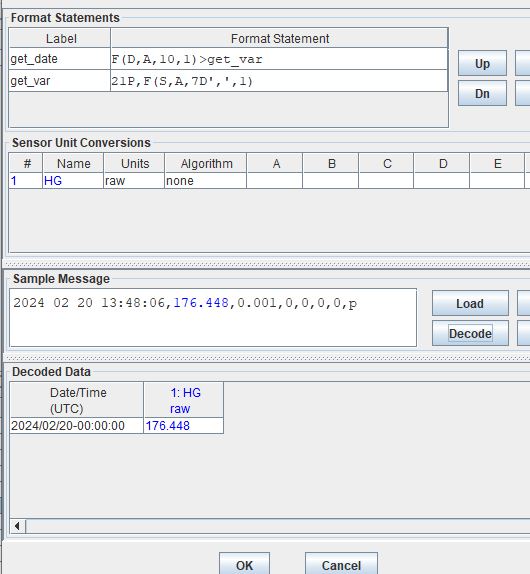 Format Statements
Label Format Statement
get_date F(D,A,10,1)>get_var
Up
get_var 21P,F(S,A,7D',',1)
Dn
Sensor Unit Conversions
# Name Units Algorithm A B C D E
1 HG raw none
Sample Message
2024 02 20 13:48:06,176.448,0.001,0,0,0,0,p
Load
Decode
Decoded Data
Date/Time 1: HG
(UTC) raw
2024/02/20-00:00:00 176.448
OK Cancel